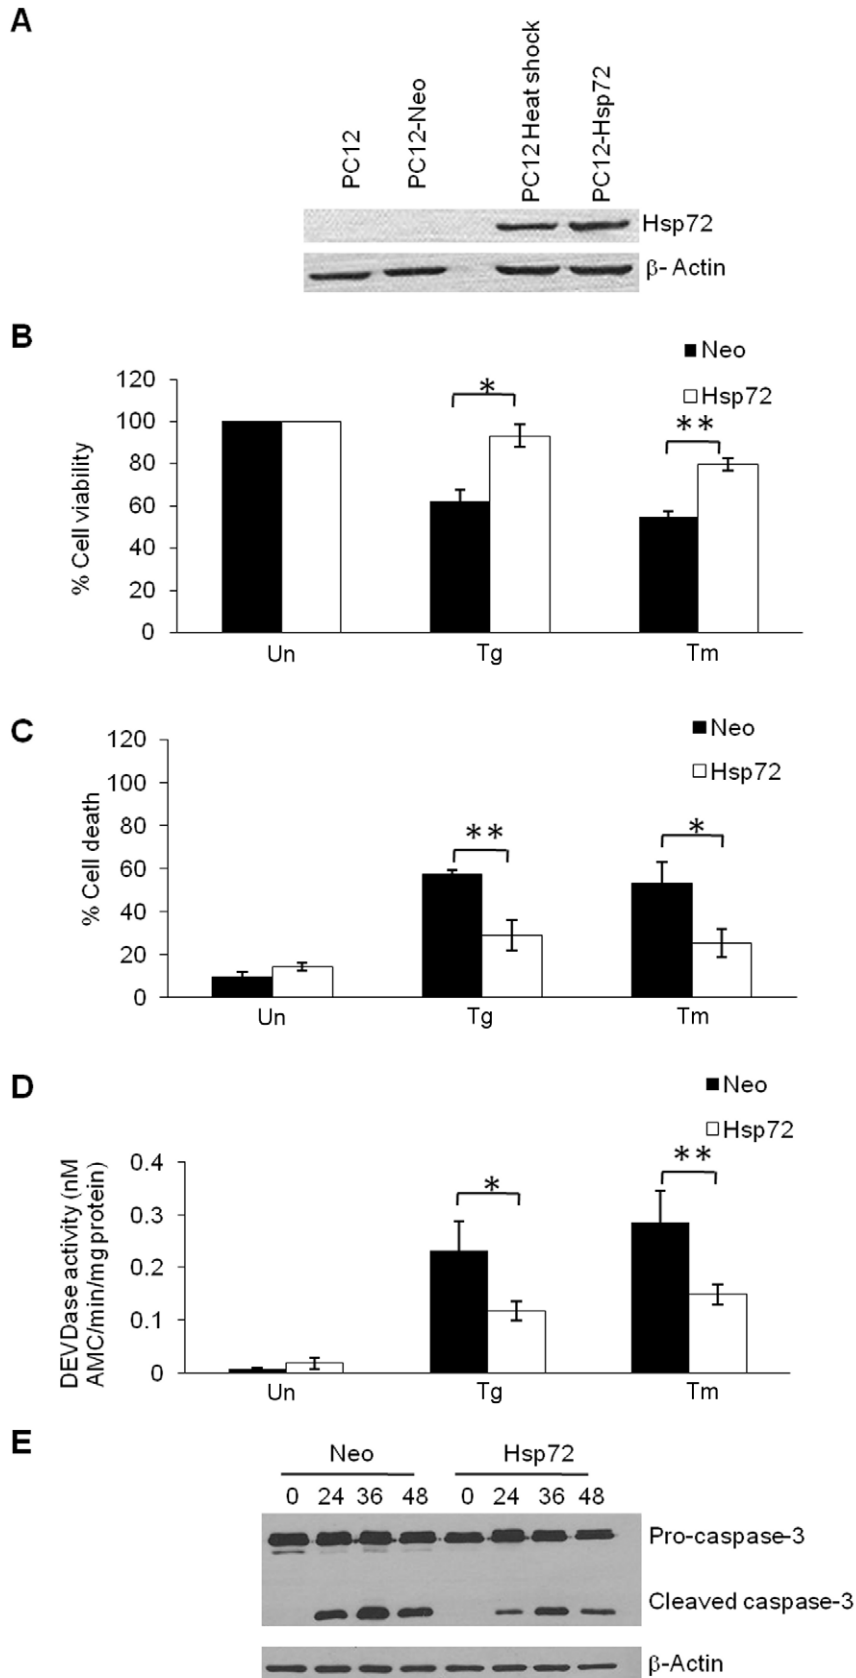 A
PC12
PC12-Neo
PC12 Heat shock
PC12-Hsp72
Hsp72
β- Actin
B
Neo
Hsp72
% Cell viability
120
100
80
60
40
20
0
*
**
Un
Tg
Tm
C
Neo
Hsp72
% Cell death
120
100
80
60
40
20
0
**
*
Un
Tg
Tm
D
Neo
Hsp72
DEVDase activity (nM
AMC/min/mg protein)
0.4
0.3
0.2
0.1
0
*
**
Un
Tg
Tm
E
Neo Hsp72
0 24 36 48 0 24 36 48
Pro-caspase-3
Cleaved caspase-3
β-Actin